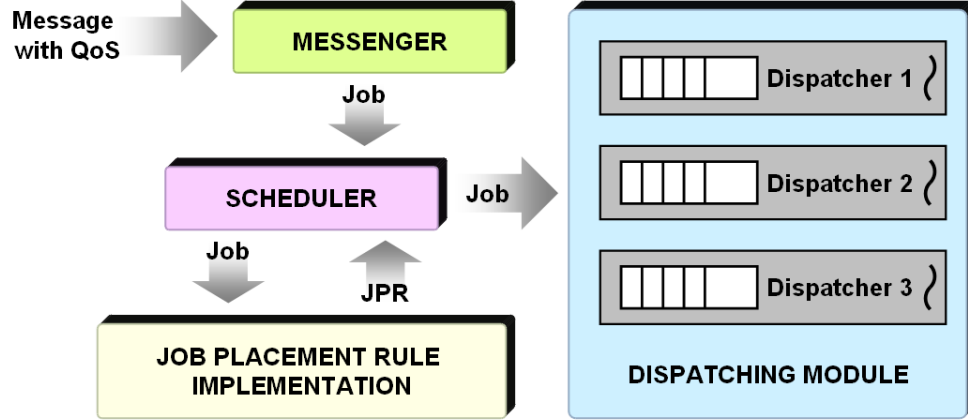 Message
with QoS
MESSENGER
Job
SCHEDULER
Job
Job
JPR
JOB PLACEMENT RULE
IMPLEMENTATION
Dispatcher 1
Dispatcher 2
Dispatcher 3
DISPATCHING MODULE